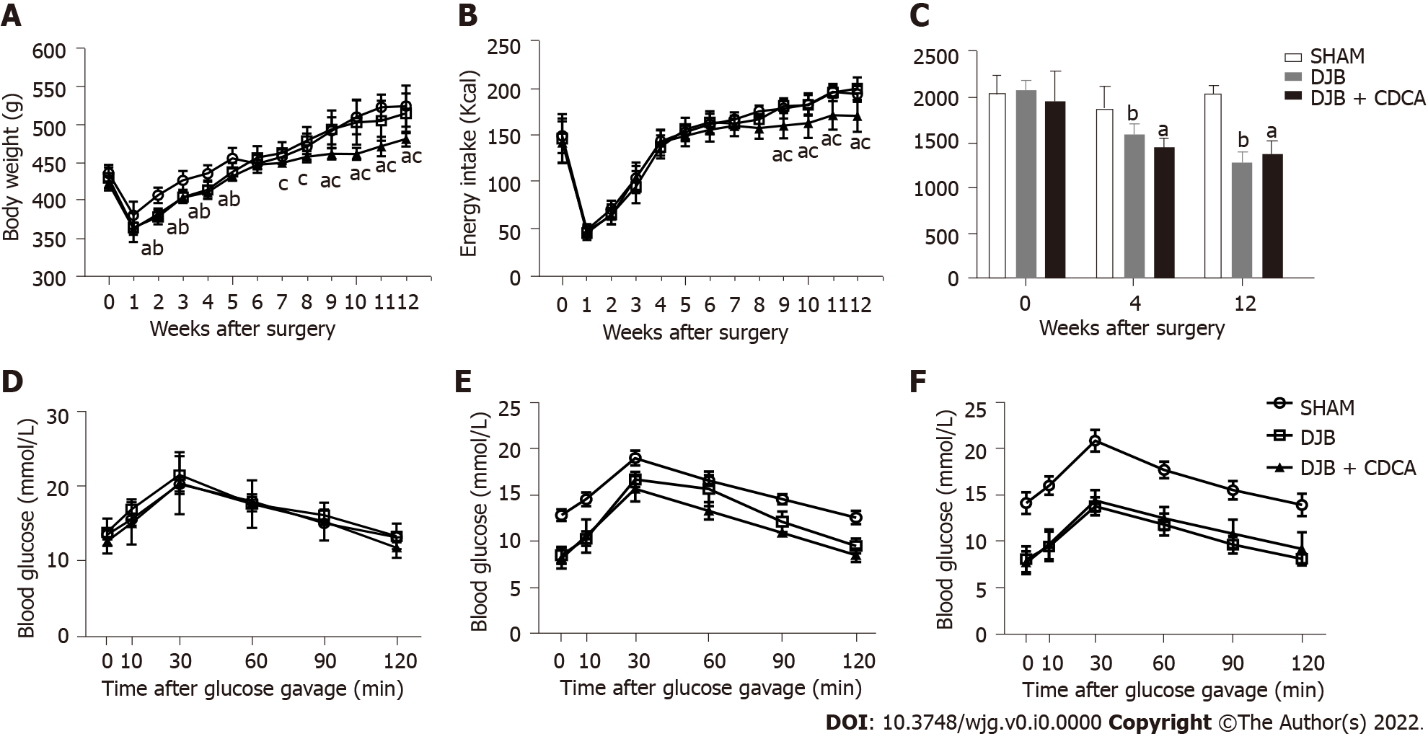 A
Body weight (g)
600
550
500
450
400
350
300
ab
ab
ab
ab
c
c
ac
ac
ac
ac
0 1 2 3 4 5 6 7 8 9 10 11 12
Weeks after surgery
B
Energy intake (Kcal)
250
200
150
100
50
0
ac
ac
ac
ac
0 1 2 3 4 5 6 7 8 9 10 11 12
Weeks after surgery
C
2500
2000
1500
1000
500
0
b
a
b
a
0 4 12
Weeks after surgery
SHAM
DJB
DJB + CDCA
D
Blood glucose (mmol/L)
30
20
10
0
0 10 30 60 90 120
Time after glucose gavage (min)
E
Blood glucose (mmol/L)
25
20
15
10
5
0
0 10 30 60 90 120
Time after glucose gavage (min)
F
Blood glucose (mmol/L)
25
20
15
10
5
0
0 10 30 60 90 120
Time after glucose gavage (min)
SHAM
DJB
DJB + CDCA
DOI: 10.3748/wjg.v0.i0.0000 Copyright ©The Author(s) 2022.